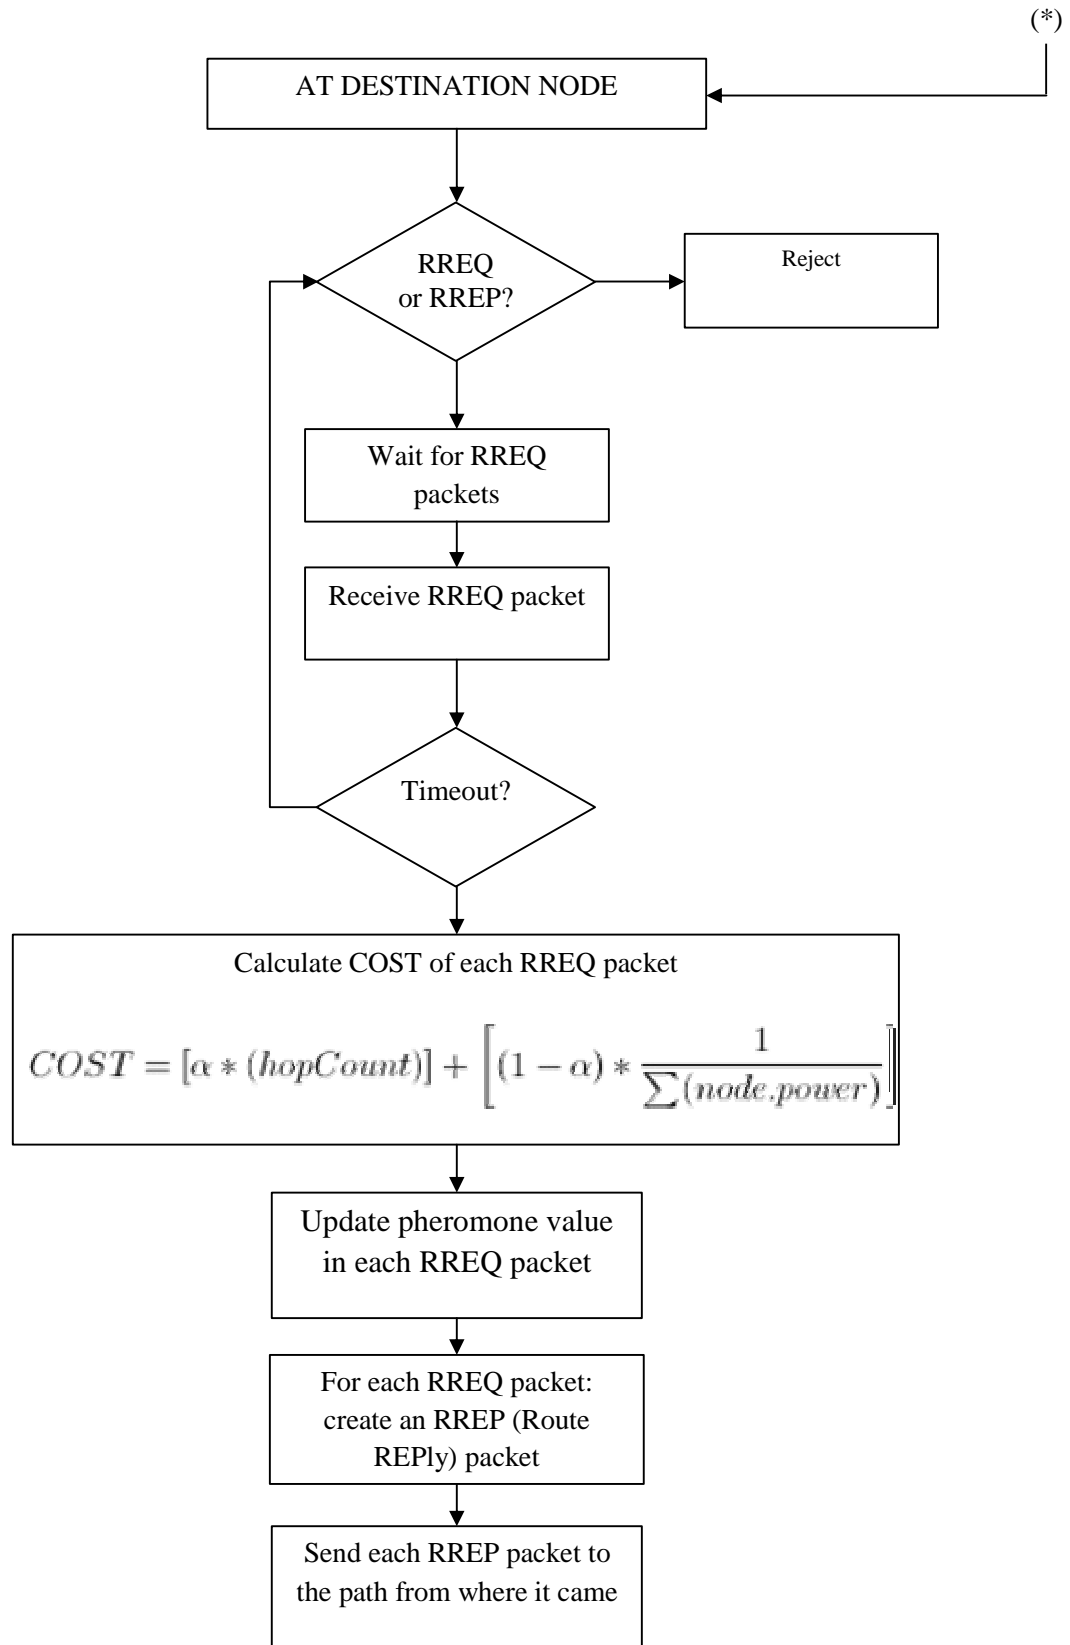 (*)
AT DESTINATION NODE
RREQ
or RREP?
Reject
Wait for RREQ
packets
Receive RREQ packet
Timeout?
Calculate COST of each RREQ packet
COST = [α * (hopCount)] + [(1 − α) * 1 / ∑(node.power)]
Update pheromone value
in each RREQ packet
For each RREQ packet:
create an RREP (Route
REPly) packet
Send each RREP packet to
the path from where it came